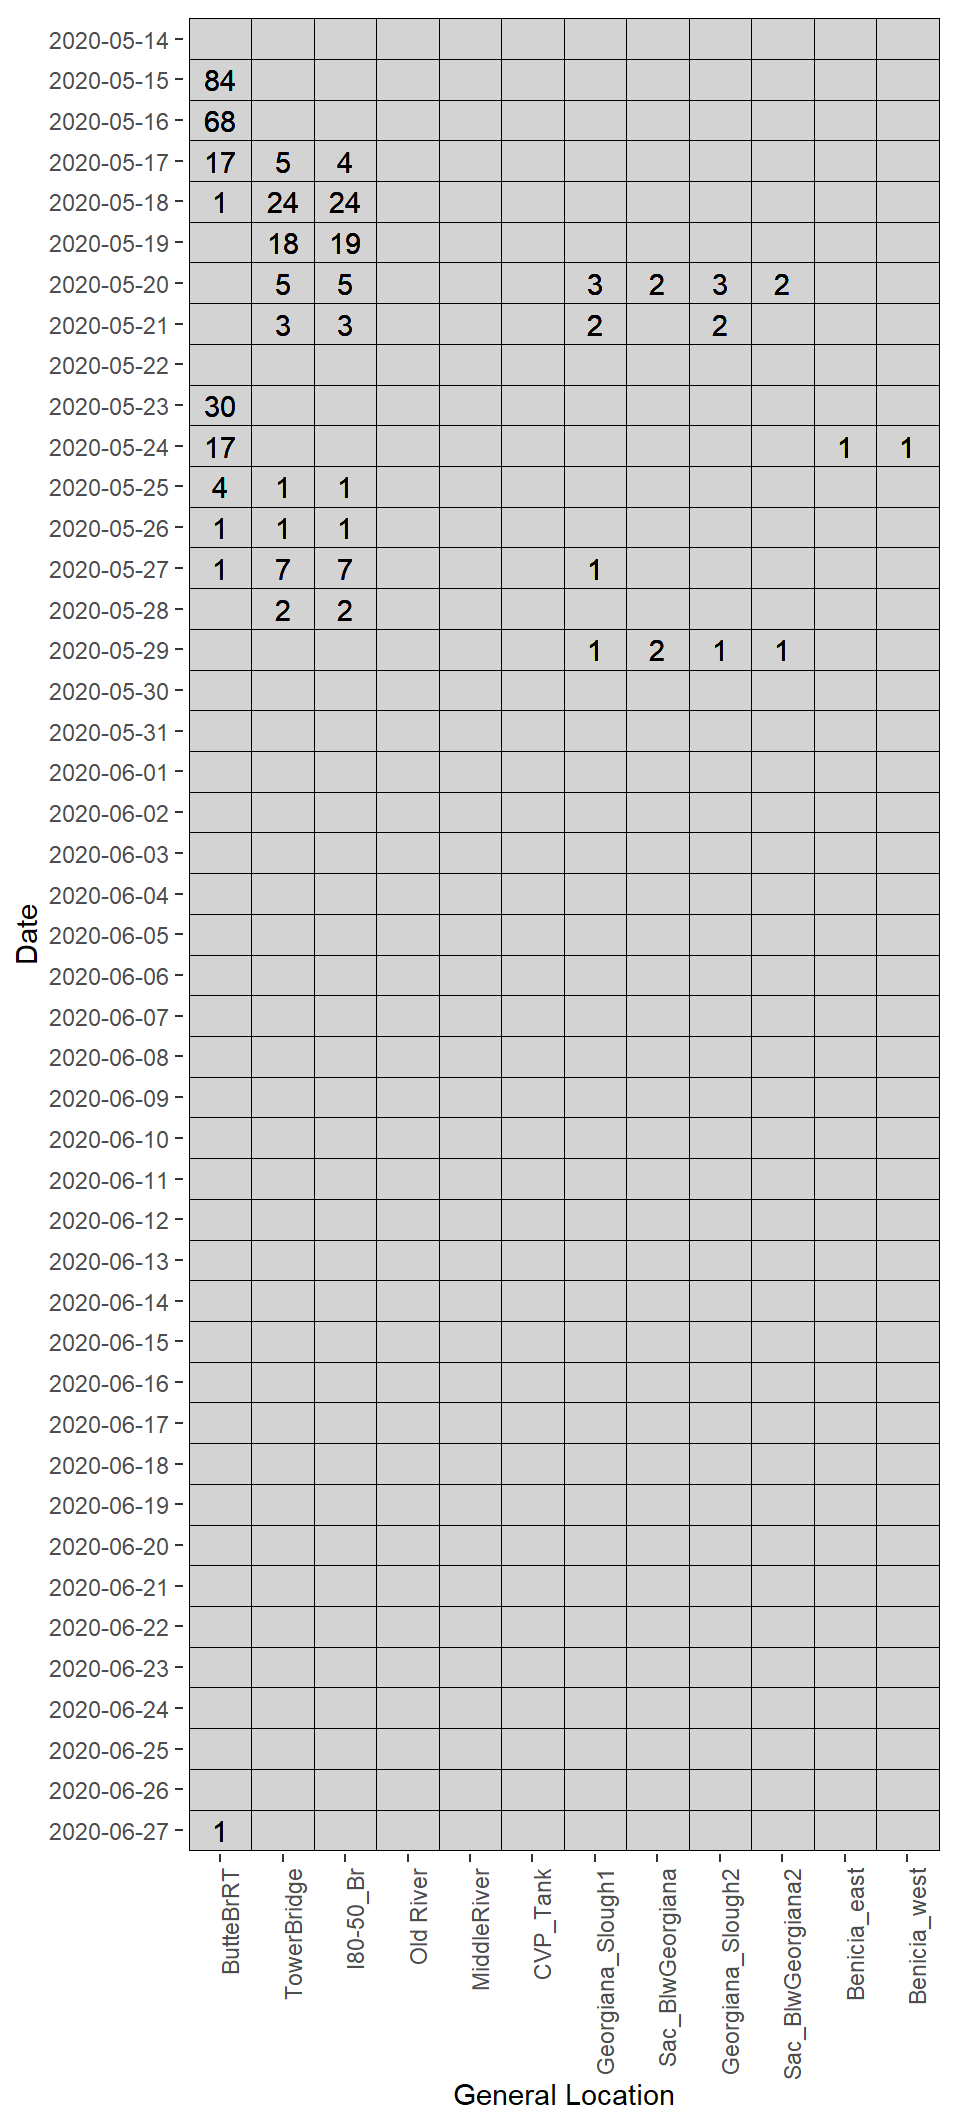 2020-05-14
2020-05-15 84
2020-05-16 68
2020-05-17 17 5 4
2020-05-18 1 24 24
2020-05-19 18 19
2020-05-20 5 5 3 2 3 2
2020-05-21 3 3 2 2
2020-05-22
2020-05-23 30
2020-05-24 17 1 1
2020-05-25 4 1 1
2020-05-26 1 1 1
2020-05-27 1 7 7 1
2020-05-28 2 2
2020-05-29 1 2 1 1
2020-05-30
2020-05-31
2020-06-01
2020-06-02
2020-06-03
2020-06-04
2020-06-05
2020-06-06
2020-06-07
2020-06-08
2020-06-09
2020-06-10
2020-06-11
2020-06-12
2020-06-13
2020-06-14
2020-06-15
2020-06-16
2020-06-17
2020-06-18
2020-06-19
2020-06-20
2020-06-21
2020-06-22
2020-06-23
2020-06-24
2020-06-25
2020-06-26
2020-06-27 1
Date
ButteBrRT
TowerBridge
I80-50_Br
Old River
MiddleRiver
CVP_Tank
Georgiana_Slough1
Sac_BlwGeorgiana
Georgiana_Slough2
Sac_BlwGeorgiana2
Benicia_east
Benicia_west
General Location